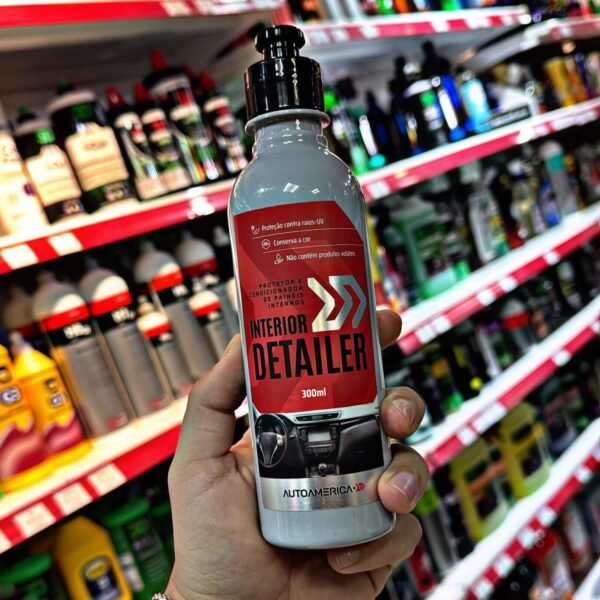 Proteção contra raios-UV
Conserva a cor
Não contém produtos voláteis
PROTETOR E
CONDICIONADOR
DE PAINÉIS
INTERNOS
INTERIOR
DETAILER
300ml
AUTOAMERICA